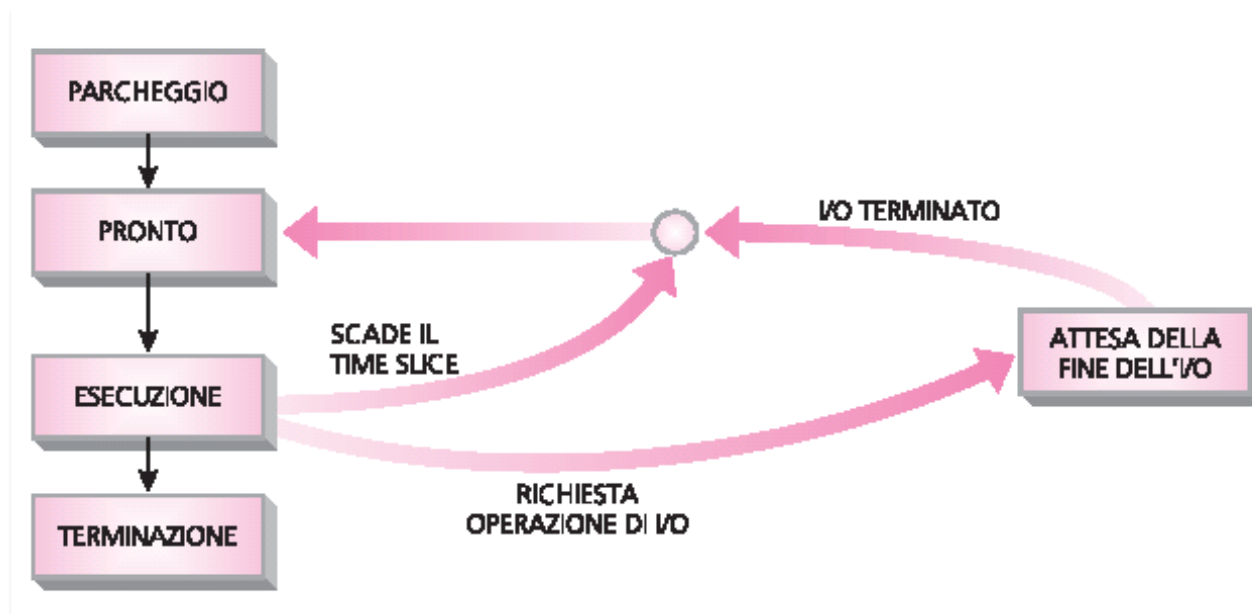 PARCHEGGIO
PRONTO
I/O TERMINATO
SCADE IL
TIME SLICE
ATTESA DELLA
FINE DELL'I/O
ESECUZIONE
RICHIESTA
OPERAZIONE DI I/O
TERMINAZIONE